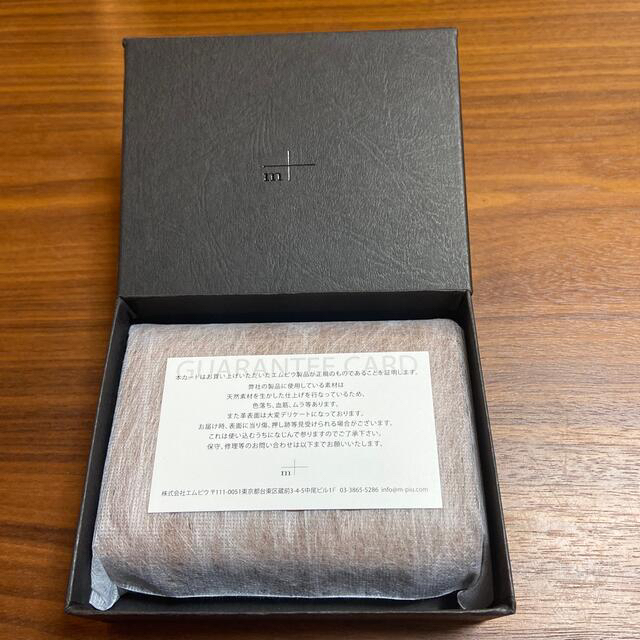 m
GUARANTEE CARD
本カードはお買い上げいただいたエムピウ製品が正規のものであることを証明します。
弊社の製品に使用している素材は
天然素材を生かした仕上げを行なっているため、
色落ち、血筋、ムラ等あります。
また革表面は大変デリケートになっております。
お届け時、表面に当り傷、押し跡等見受けられる場合がございます。
これは使い込むうちになじんで参りますのでご了承下さい。
保守、修理等のお問い合わせは以下までお願いいたします。
m
株式会社エムピウ 〒111-0051東京都台東区蔵前3-4-5中尾ビル1F 03-3865-5286 info@m-piu.com